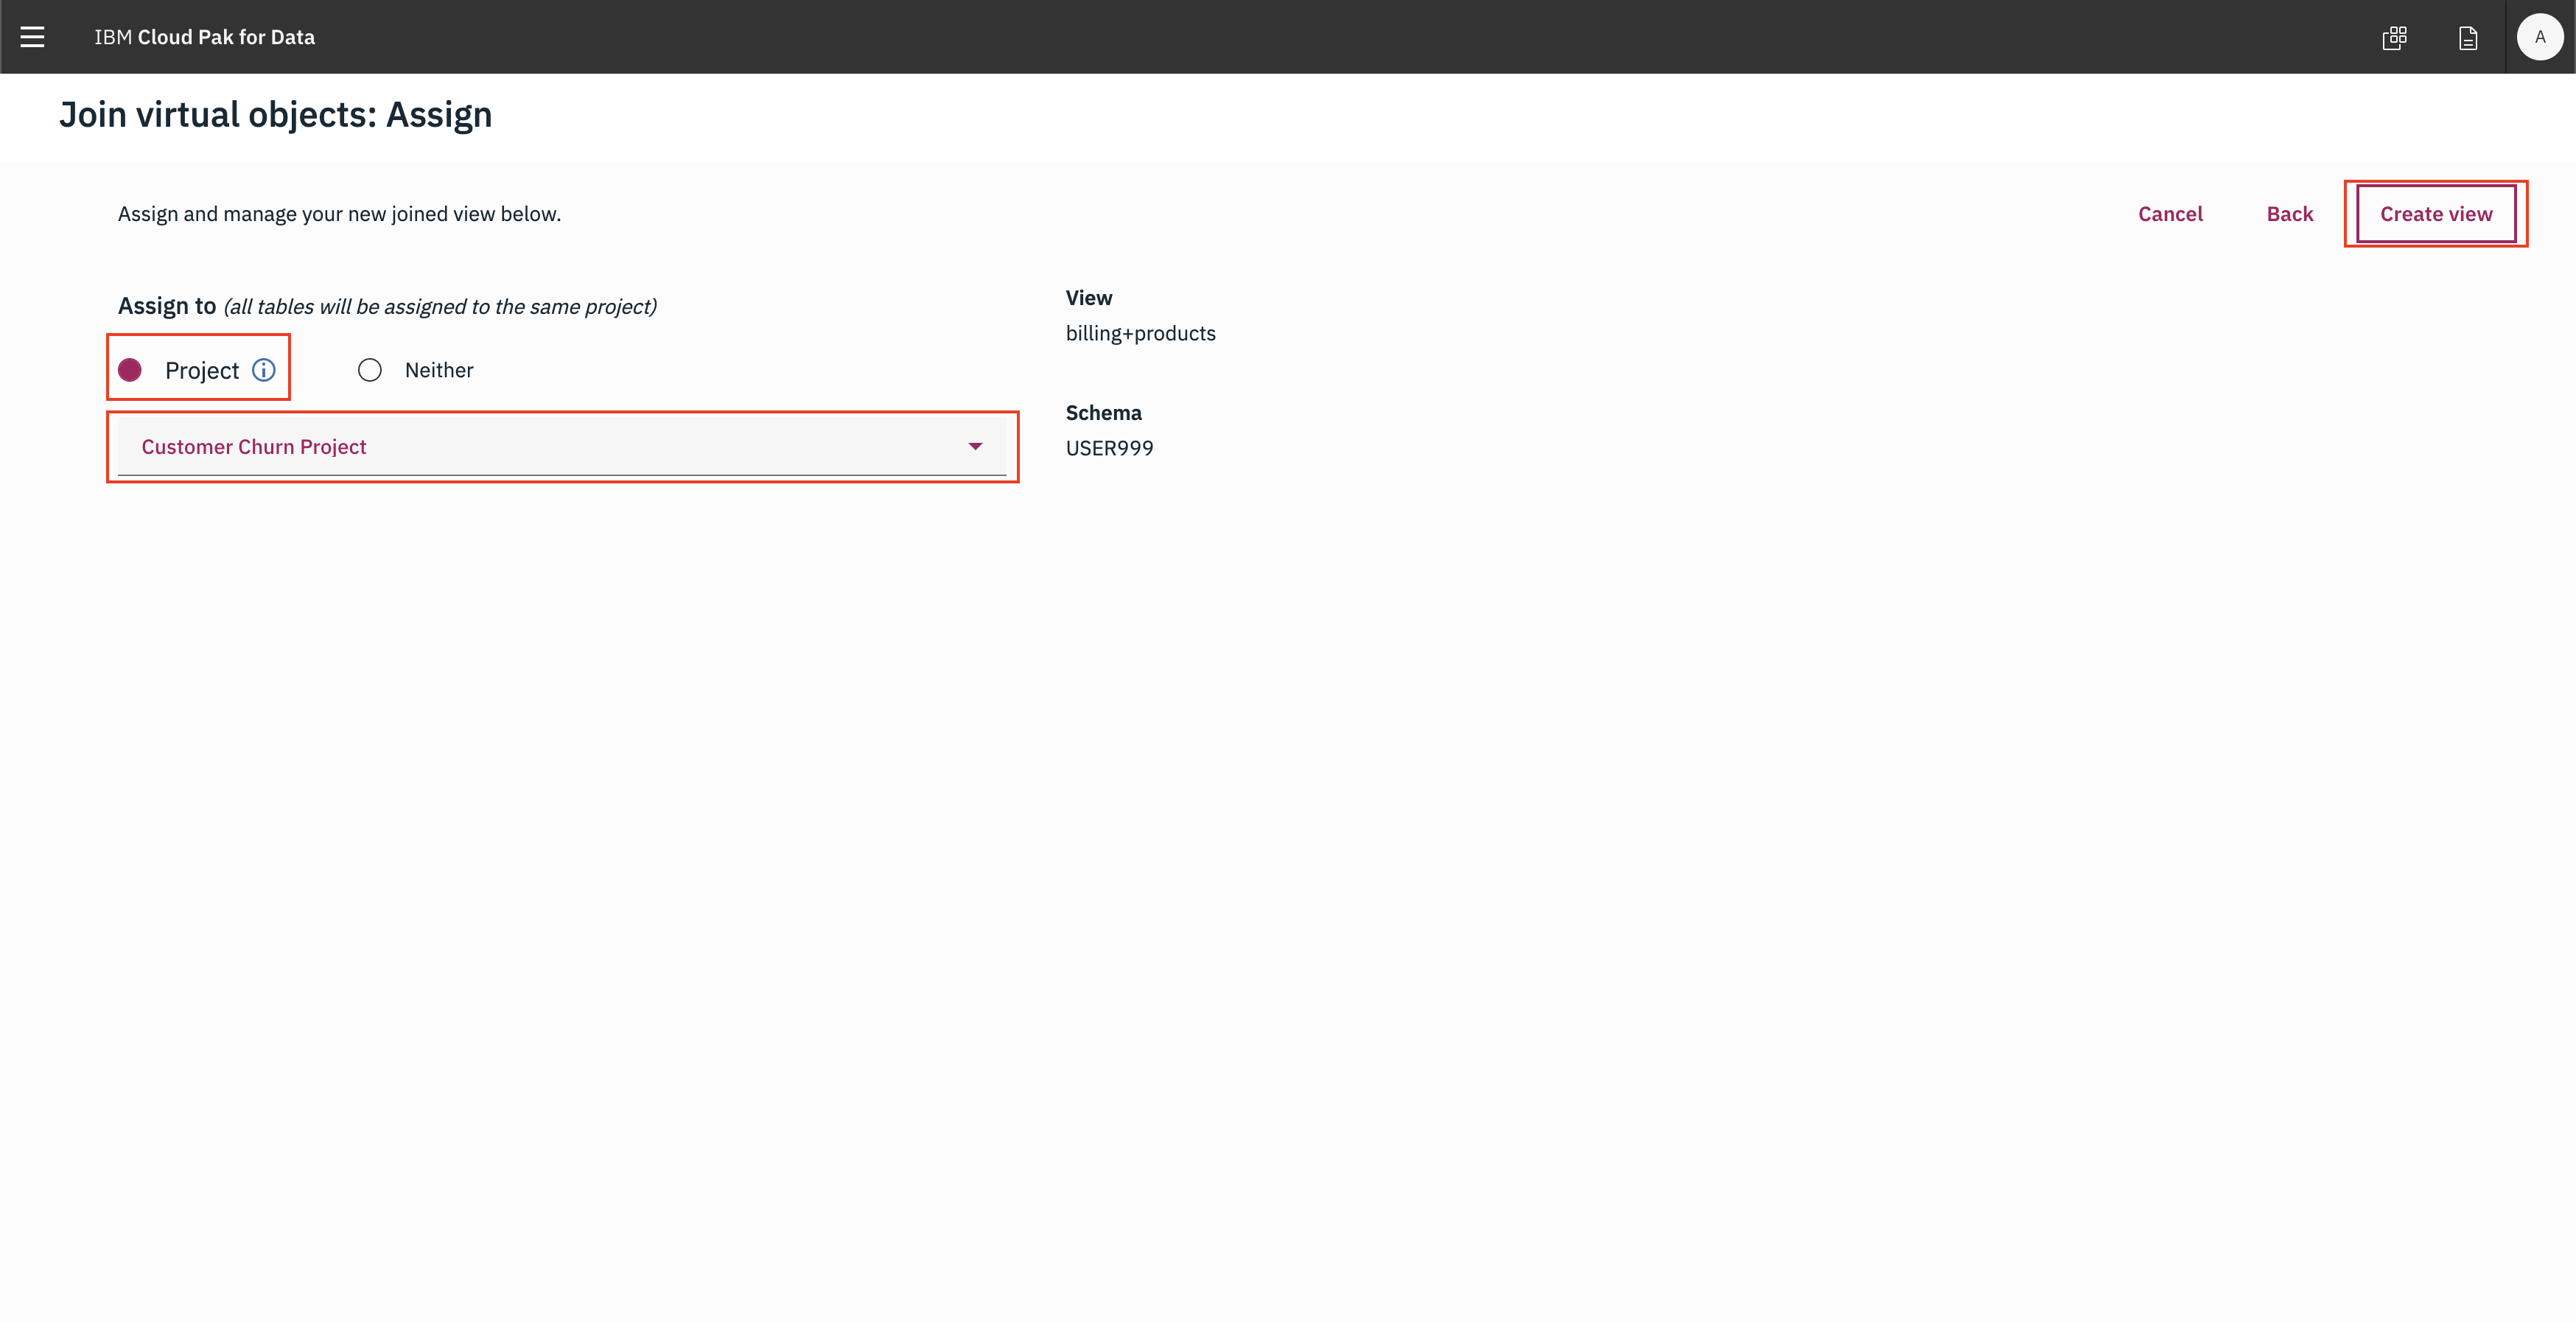 IBM Cloud Pak for Data
A
Join virtual objects: Assign
Assign and manage your new joined view below.
Cancel
Back
Create view
Assign to (all tables will be assigned to the same project)
Project
Neither
Customer Churn Project
View
billing+products
Schema
USER999